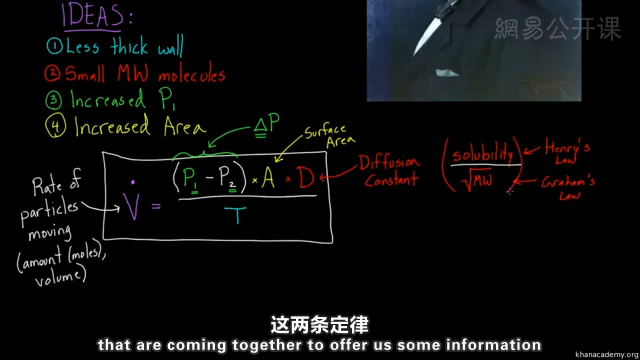 IDEAS:
網易公开课
① Less thick wall
② Small MW molecules
③ Increased P₁
④ Increased Area
ΔP
Surface
Area
Rate of
particles
moving
(amount (moles),
volume)
V̇ = (P₁ - P₂) × A × D
T
Diffusion
Constant
(solubility
√MW)
Henry's
Law
Graham's
Law
这两条定律
that are coming together to offer us some information
khanacademy.org